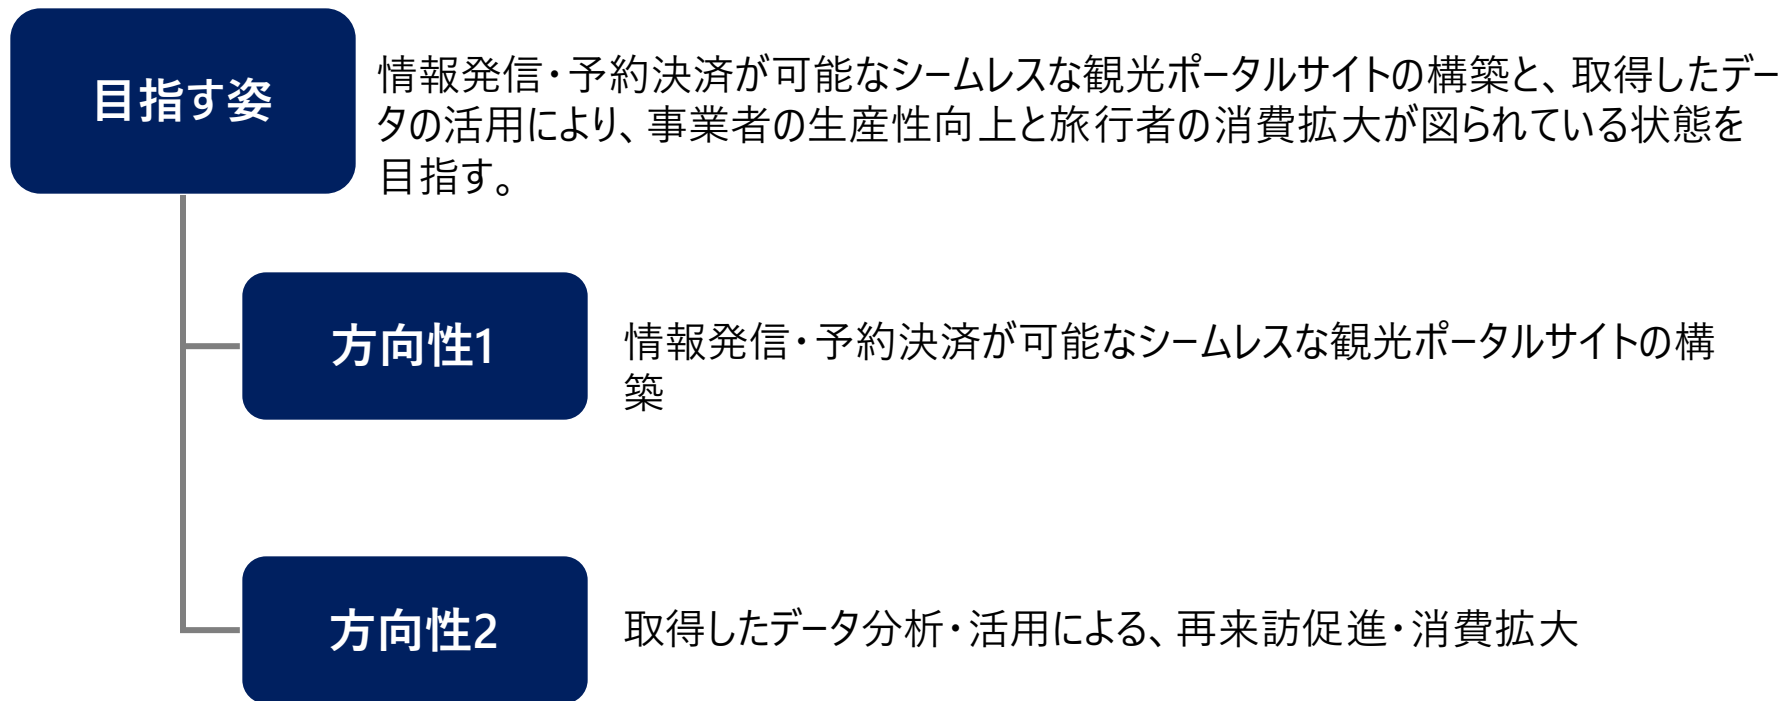 目指す姿
情報発信・予約決済が可能なシームレスな観光ポータルサイトの構築と、取得したデー
タの活用により、事業者の生産性向上と旅行者の消費拡大が図られている状態を
目指す。
方向性1
情報発信・予約決済が可能なシームレスな観光ポータルサイトの構
築
方向性2
取得したデータ分析・活用による、再来訪促進・消費拡大